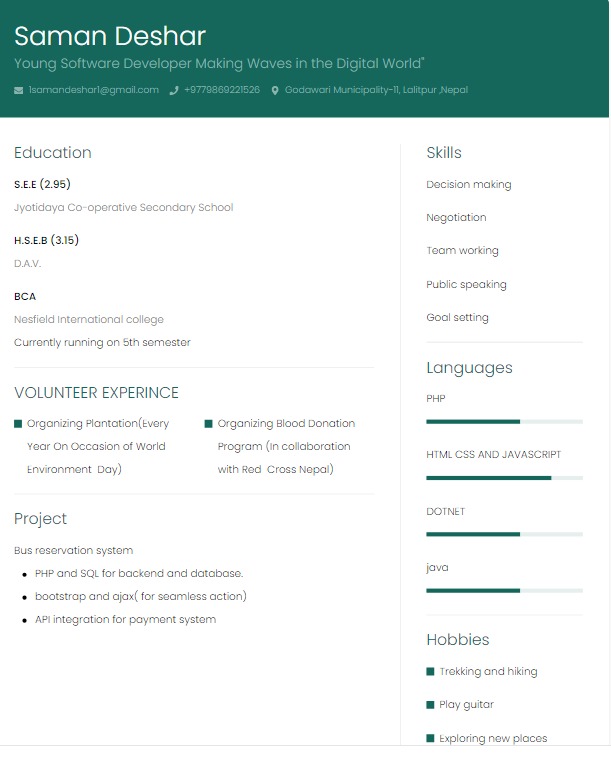 Saman Deshar
Young Software Developer Making Waves in the Digital World"
1samandeshar1@gmail.com +9779869221526 Godawari Municipality-11, Lalitpur ,Nepal
Education
S.E.E (2.95)
Jyotidaya Co-operative Secondary School
H.S.E.B (3.15)
D.A.V.
BCA
Nesfield International college
Currently running on 5th semester
VOLUNTEER EXPERINCE
Organizing Plantation(Every
Year On Occasion of World
Environment Day)
Organizing Blood Donation
Program (In collaboration
with Red Cross Nepal)
Project
Bus reservation system
PHP and SQL for backend and database.
bootstrap and ajax( for seamless action)
API integration for payment system
Skills
Decision making
Negotiation
Team working
Public speaking
Goal setting
Languages
PHP
HTML CSS AND JAVASCRIPT
DOTNET
java
Hobbies
Trekking and hiking
Play guitar
Exploring new places